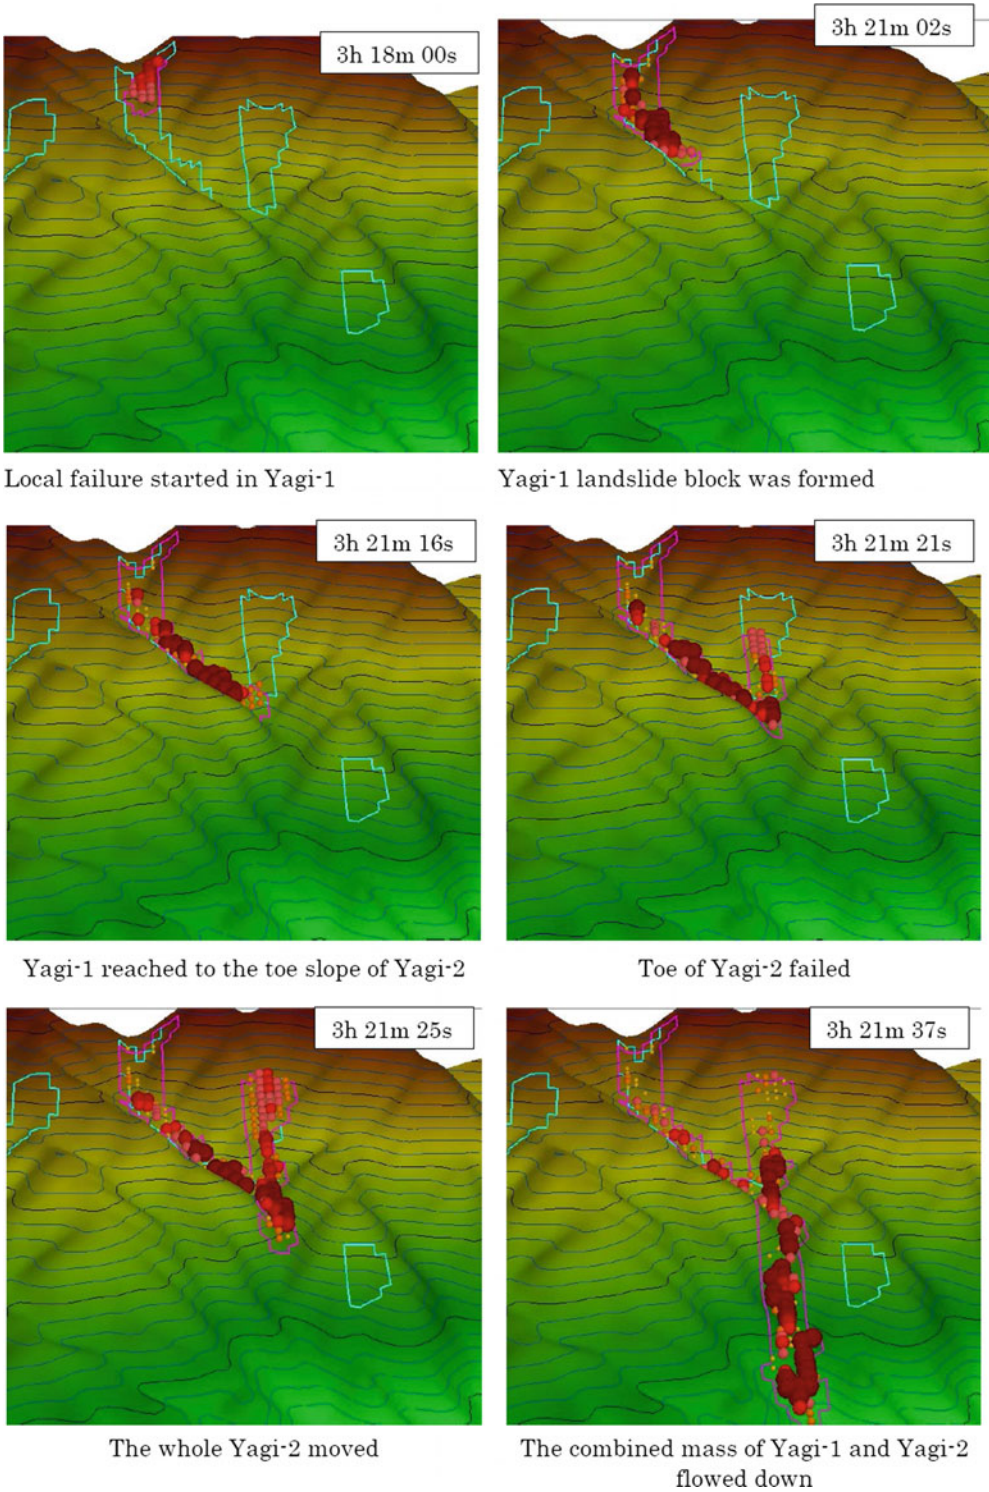 3h 18m 00s
3h 21m 02s
Local failure started in Yagi-1
Yagi-1 landslide block was formed
3h 21m 16s
3h 21m 21s
Yagi-1 reached to the toe slope of Yagi-2
Toe of Yagi-2 failed
3h 21m 25s
3h 21m 37s
The whole Yagi-2 moved
The combined mass of Yagi-1 and Yagi-2
flowed down